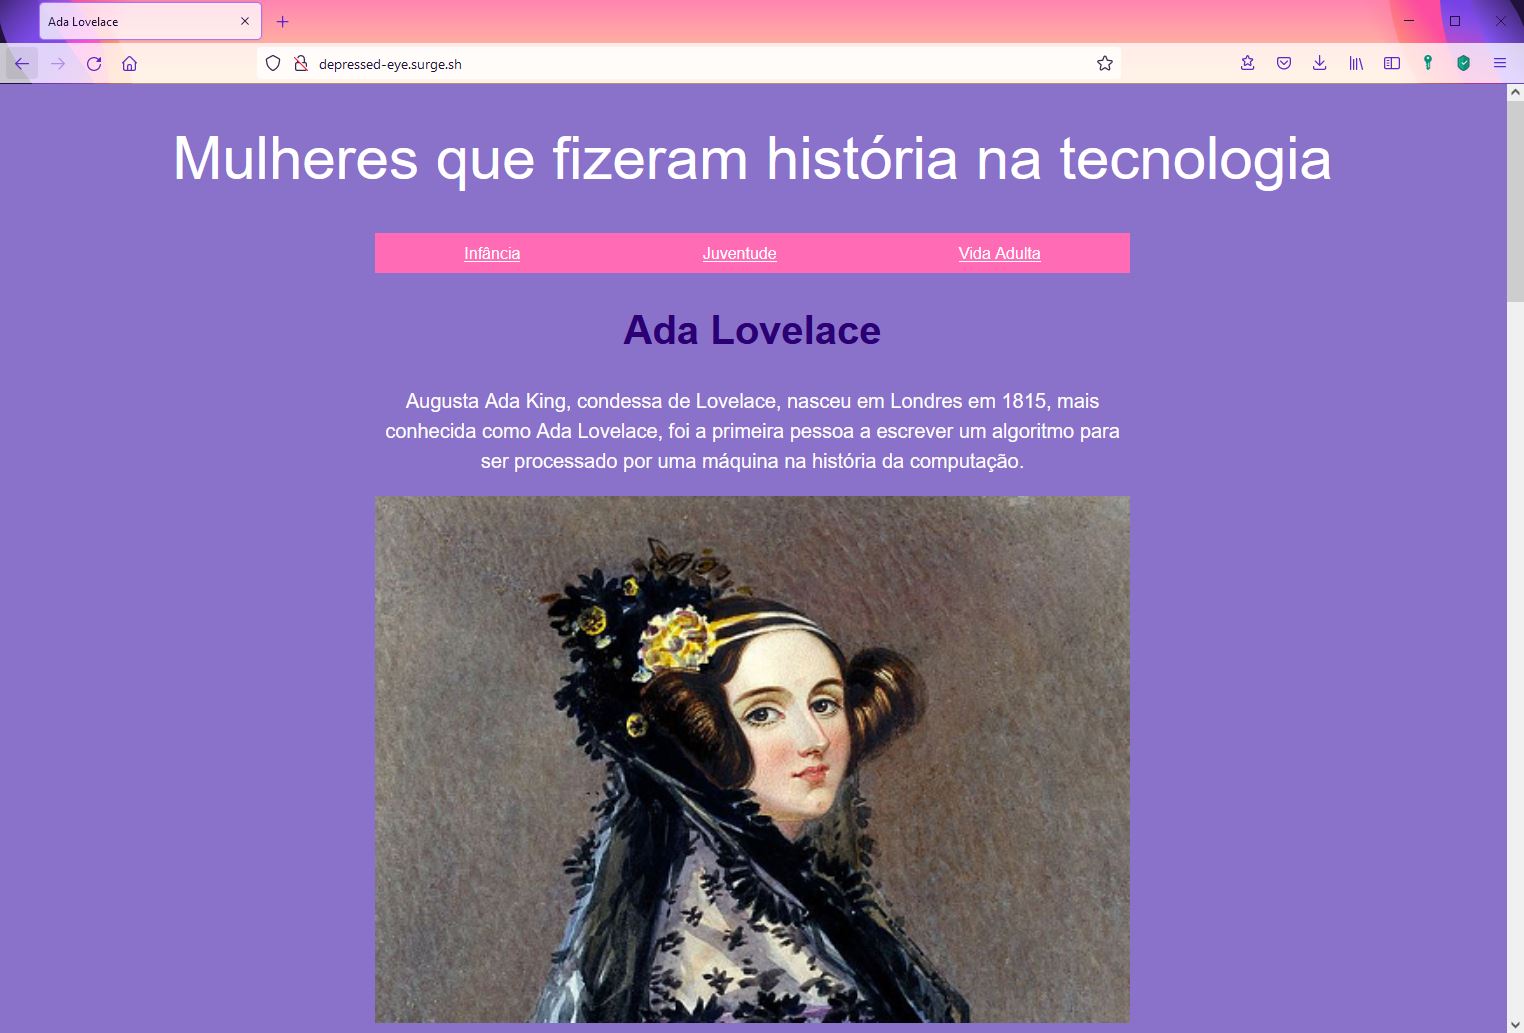 Ada Lovelace
depressed-eye.surge.sh
Mulheres que fizeram história na tecnologia
Infância Juventude Vida Adulta
Ada Lovelace
Augusta Ada King, condessa de Lovelace, nasceu em Londres em 1815, mais
conhecida como Ada Lovelace, foi a primeira pessoa a escrever um algoritmo para
ser processado por uma máquina na história da computação.